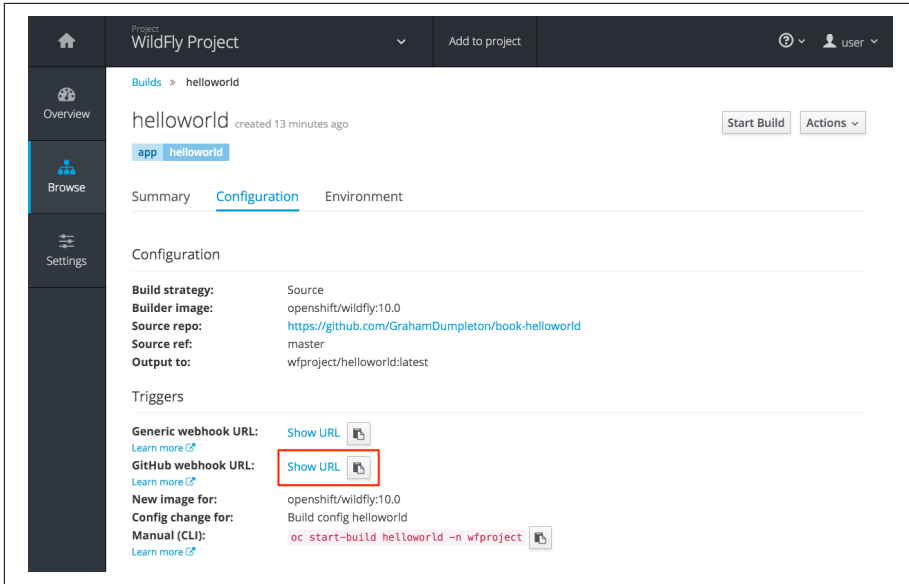 Project
WildFly Project
Add to project
user
Builds » helloworld
Overview
helloworld created 13 minutes ago
Start Build
Actions
app helloworld
Browse
Summary Configuration Environment
Settings
Configuration
Build strategy: Source
Builder image: openshift/wildfly:10.0
Source repo: https://github.com/GrahamDumpleton/book-helloworld
Source ref: master
Output to: wfproject/helloworld:latest
Triggers
Generic webhook URL: Show URL
Learn more
GitHub webhook URL: Show URL
Learn more
New image for: openshift/wildfly:10.0
Config change for: Build config helloworld
Manual (CLI): oc start-build helloworld -n wfproject
Learn more